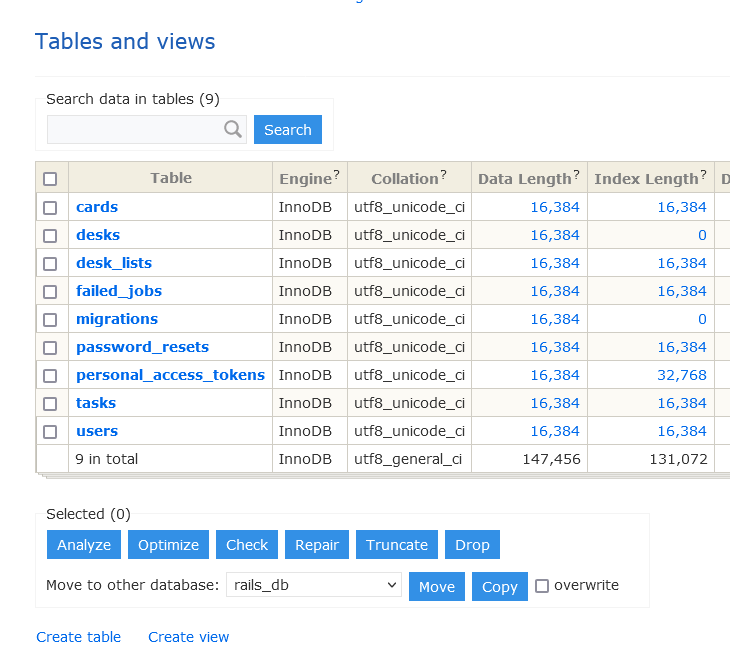 Tables and views
Search data in tables (9)
Search
Table Engine? Collation? Data Length? Index Length? D
cards InnoDB utf8_unicode_ci 16,384 16,384
desks InnoDB utf8_unicode_ci 16,384 0
desk_lists InnoDB utf8_unicode_ci 16,384 16,384
failed_jobs InnoDB utf8_unicode_ci 16,384 16,384
migrations InnoDB utf8_unicode_ci 16,384 0
password_resets InnoDB utf8_unicode_ci 16,384 16,384
personal_access_tokens InnoDB utf8_unicode_ci 16,384 32,768
tasks InnoDB utf8_unicode_ci 16,384 16,384
users InnoDB utf8_unicode_ci 16,384 16,384
9 in total InnoDB utf8_general_ci 147,456 131,072
Selected (0)
Analyze Optimize Check Repair Truncate Drop
Move to other database: rails_db Move Copy overwrite
Create table Create view